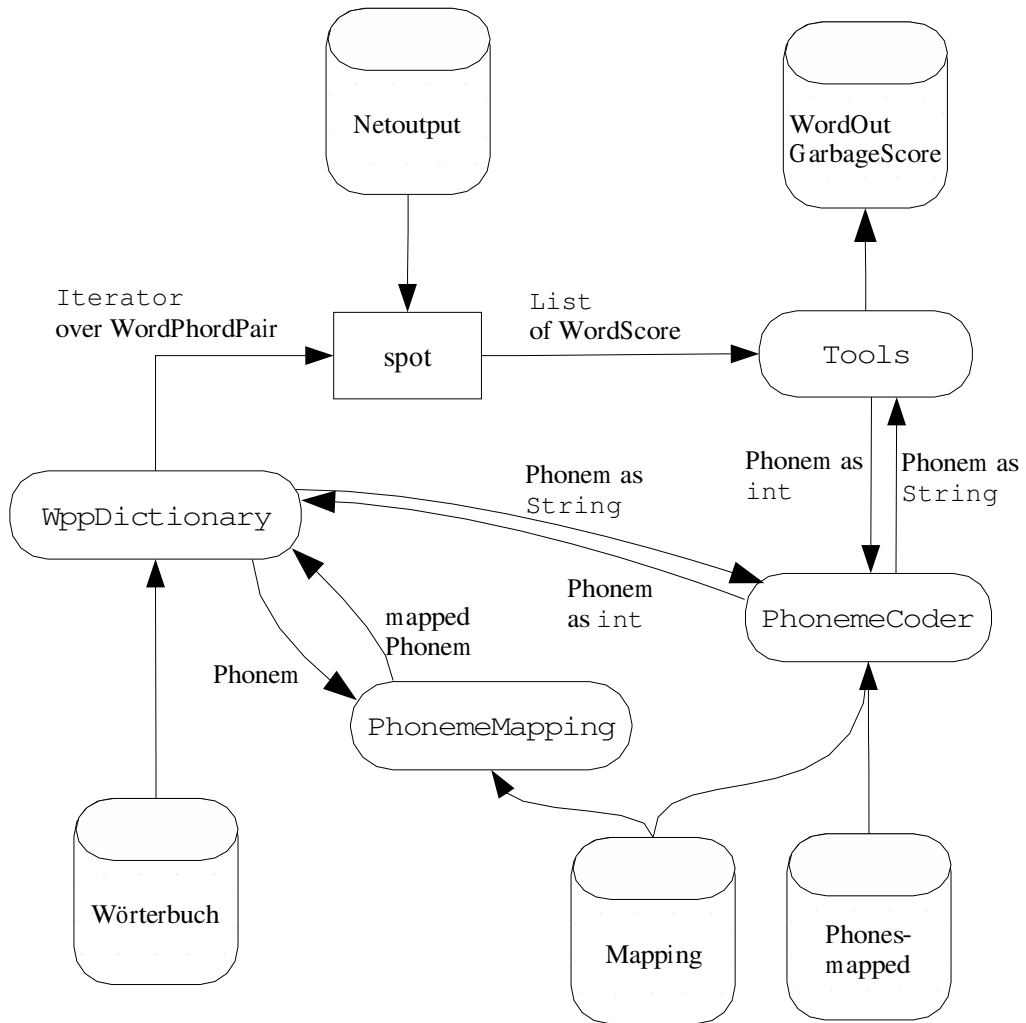 Netoutput
WordOut
GarbageScore
Iterator
over WordPhordPair
List
of WordScore
spot
Tools
Phonem as
int
Phonem as
String
Phonem as
String
WppDictionary
Phonem
as int
PhonemeCoder
mapped
Phonem
Phonem
PhonemeMapping
Wörterbuch
Mapping
Phones-
mapped